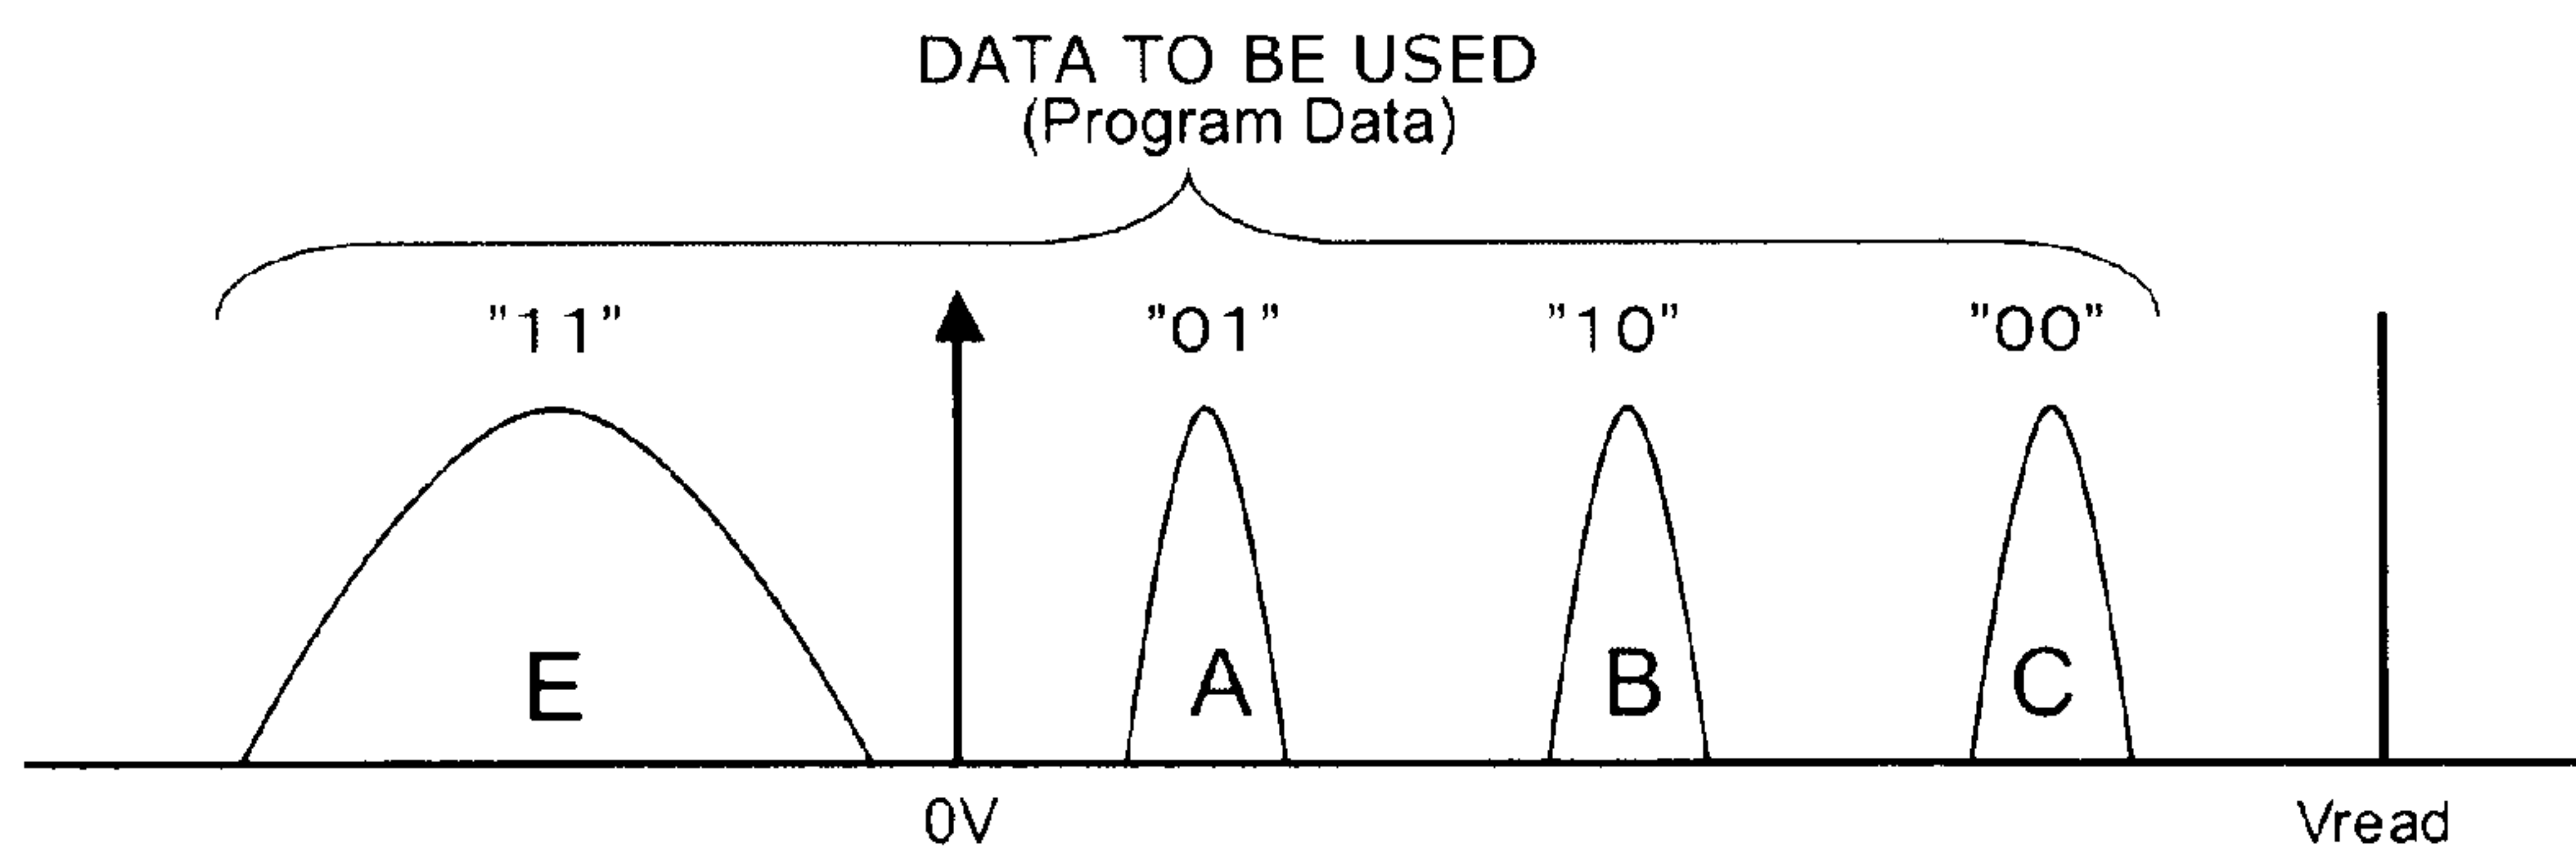 DATA TO BE USED
(Program Data)
"11" "01" "10" "00"
E A B C
0V Vread